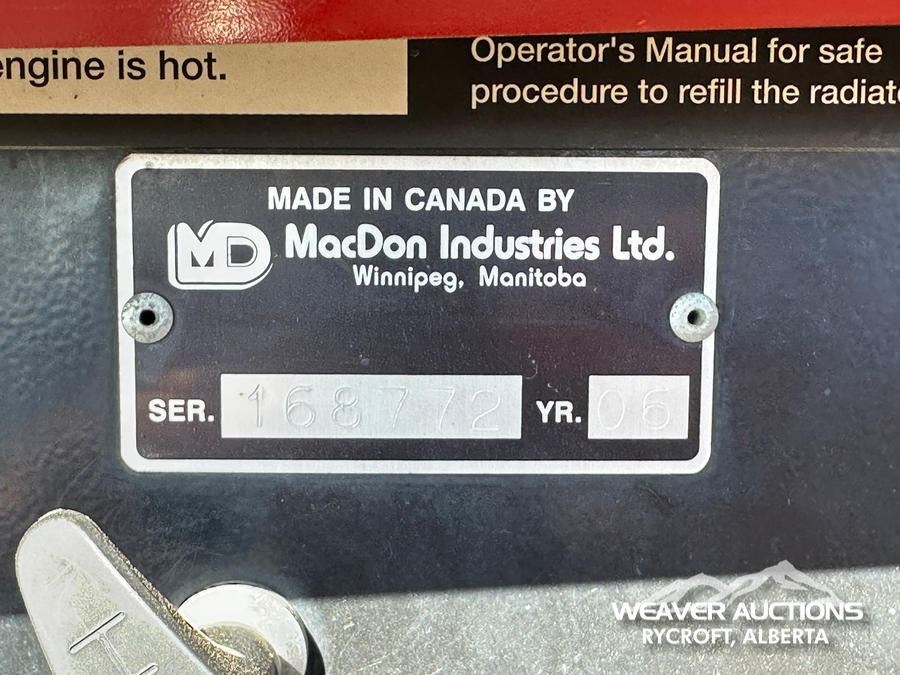 engine is hot.
Operator's Manual for safe
procedure to refill the radiato
MADE IN CANADA BY
MD MacDon Industries Ltd.
Winnipeg, Manitoba
SER. 168772 YR. 06
WEAVER AUCTIONS
RYCROFT, ALBERTA